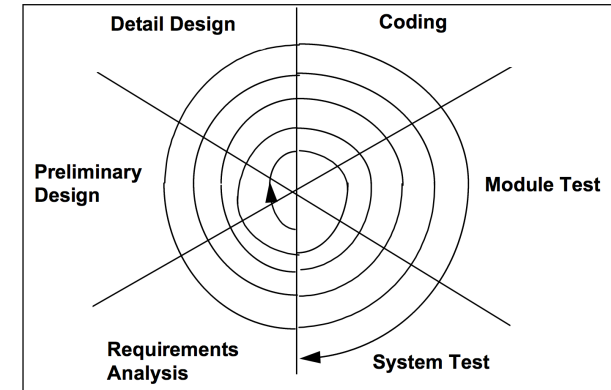 Detail Design
Coding
Preliminary
Design
Module Test
Requirements
Analysis
System Test